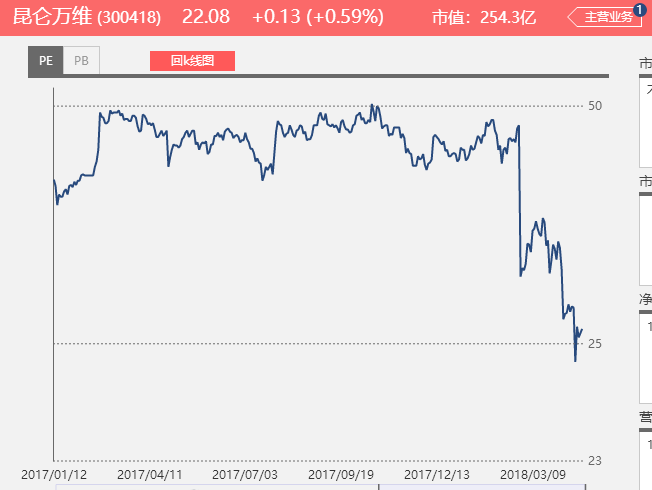 昆仑万维 (300418) 22.08 +0.13 (+0.59%) 市值：254.3亿 主营业务 1
PE PB 回k线图
市
50
市
净
25
营
23
2017/01/12 2017/04/11 2017/07/03 2017/09/19 2017/12/13 2018/03/09